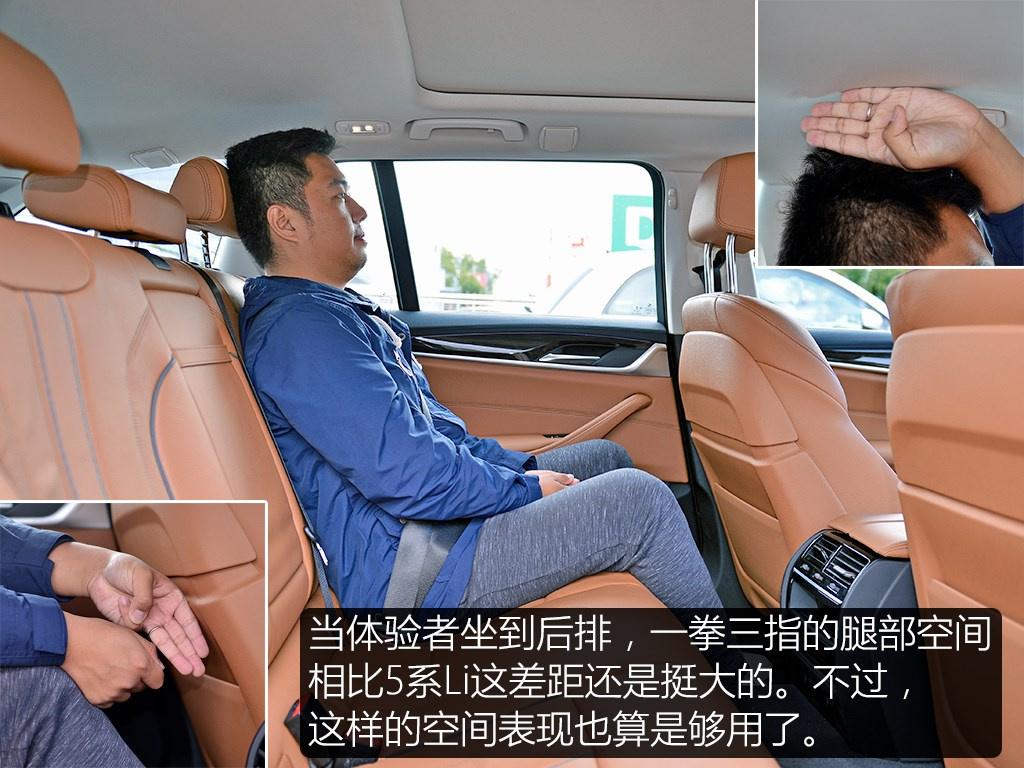 当体验者坐到后排，一拳三指的腿部空间
相比5系Li这差距还是挺大的。不过，
这样的空间表现也算是够用了。